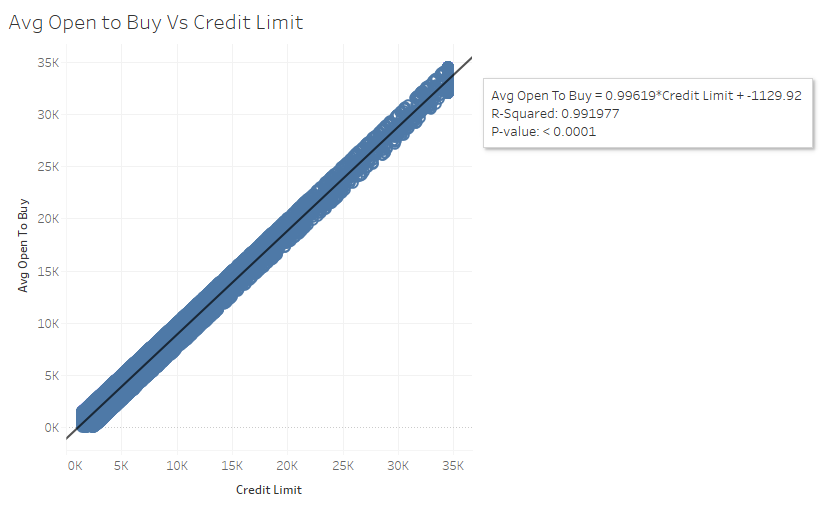 Avg Open to Buy Vs Credit Limit
35K
30K
25K
20K
15K
10K
5K
0K
Avg Open To Buy
0K 5K 10K 15K 20K 25K 30K 35K
Credit Limit
Avg Open To Buy = 0.99619*Credit Limit + -1129.92
R-Squared: 0.991977
P-value: < 0.0001